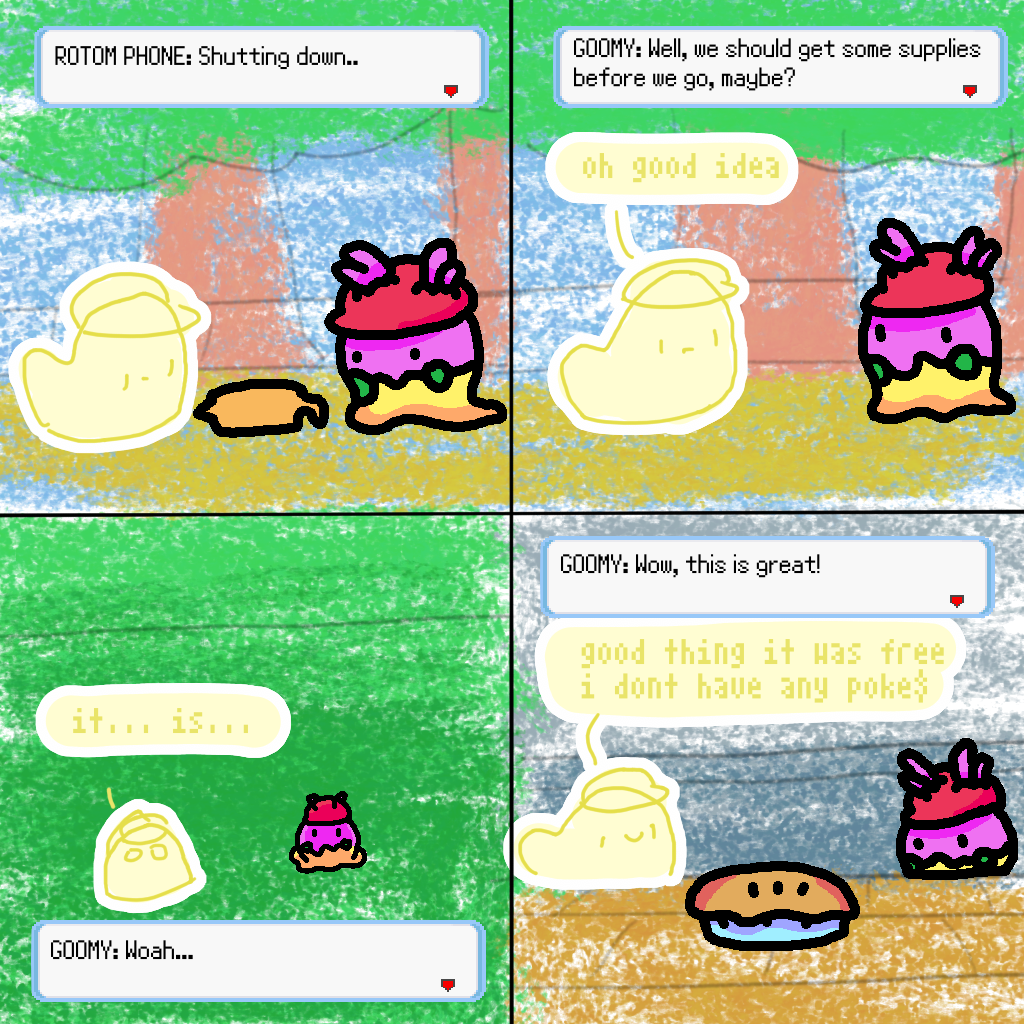 ROTOM PHONE: Shutting down..
GOOMY: Well, we should get some supplies
before we go, maybe?
oh good idea
it... is...
GOOMY: Woah...
GOOMY: Wow, this is great!
good thing it was free
i dont have any poke$